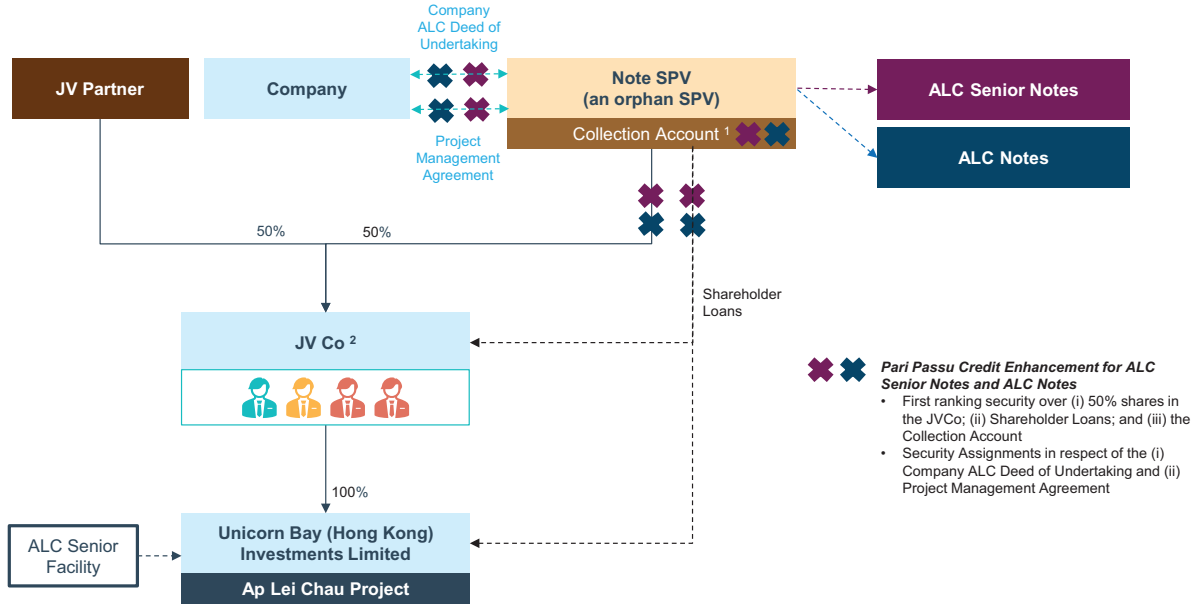 Company
ALC Deed of
Undertaking
JV Partner
Company
Note SPV
(an orphan SPV)
Collection Account 1
ALC Senior Notes
ALC Notes
Project
Management
Agreement
50%
50%
Shareholder
Loans
JV Co 2
100%
Unicorn Bay (Hong Kong)
Investments Limited
Ap Lei Chau Project
ALC Senior
Facility
Pari Passu Credit Enhancement for ALC
Senior Notes and ALC Notes
• First ranking security over (i) 50% shares in
the JVCo; (ii) Shareholder Loans; and (iii) the
Collection Account
• Security Assignments in respect of the (i)
Company ALC Deed of Undertaking and (ii)
Project Management Agreement